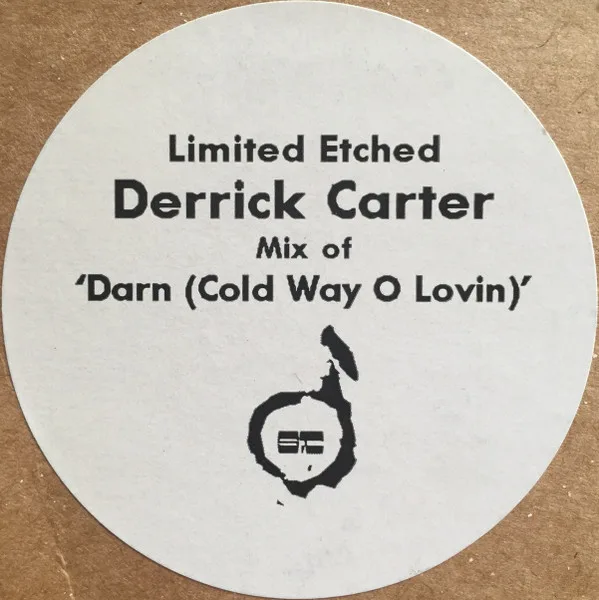 Limited Etched
Derrick Carter
Mix of
‘Darn (Cold Way O Lovin)’